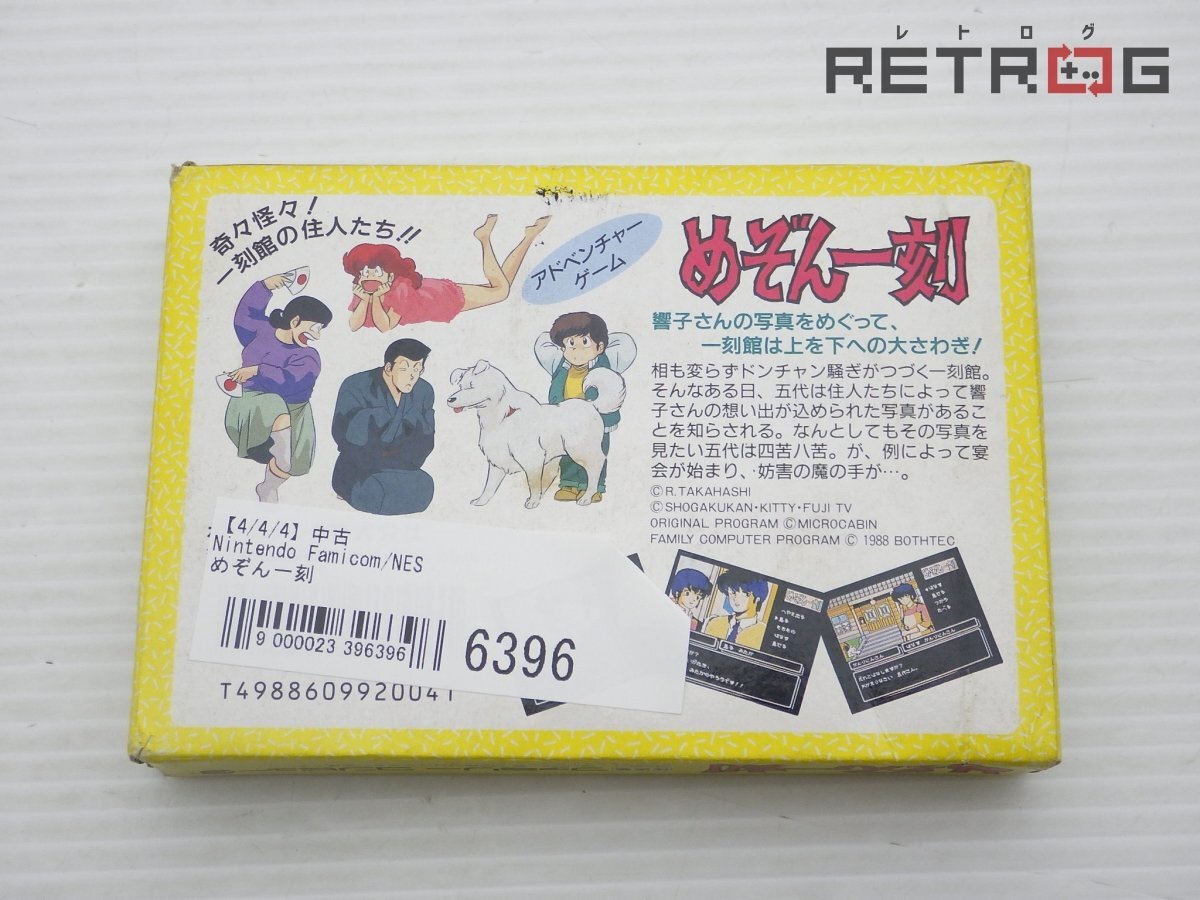 レトログ
RETROG
奇々怪々!
一刻館の住人たち!!
アドベンチャー
ゲーム
めぞん一刻
響子さんの写真をめぐって、
一刻館は上を下への大さわぎ!
相も変らずドンチャン騒ぎがつづく一刻館。
そんなある日、五代は住人たちによって響
子さんの想い出が込められた写真があるこ
とを知らされる。なんとしてもその写真を
見たい五代は四苦八苦。が、例によって宴
会が始まり、妨害の魔の手が…。
©R.TAKAHASHI
©SHOGAKUKAN・KITTY・FUJI TV
ORIGINAL PROGRAM ©MICROCABIN
FAMILY COMPUTER PROGRAM © 1988 BOTHTEC
【4/4/4】中古
Nintendo Famicom/NES
めぞん一刻
9 000023 396396
6396
T4988609920041
めぞん一刻
めぞん一刻